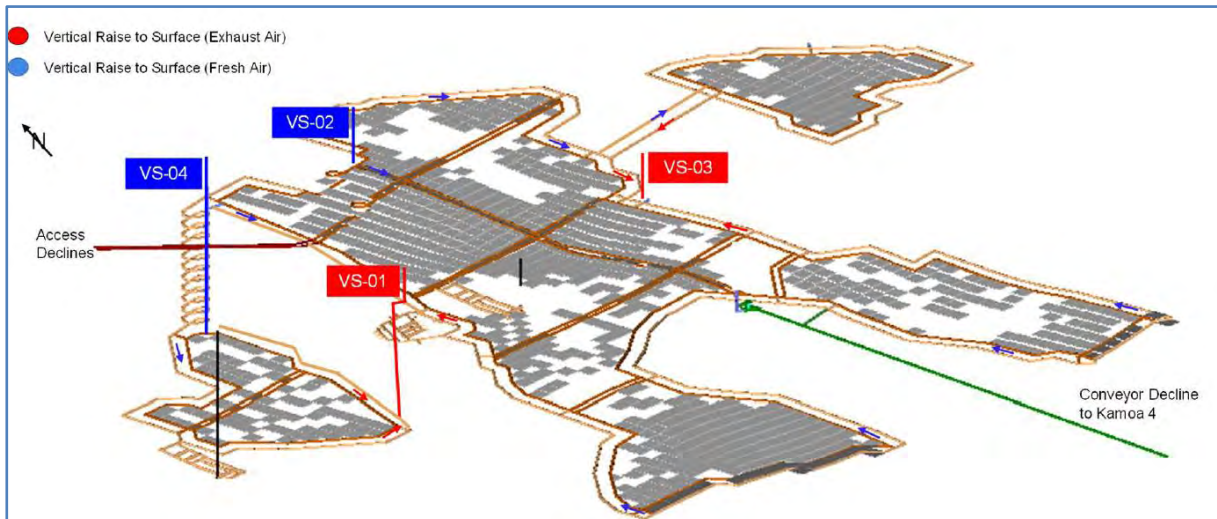 Vertical Raise to Surface (Exhaust Air)
Vertical Raise to Surface (Fresh Air)
N
VS-02
VS-04
VS-03
Access
Declines
VS-01
Conveyor Decline
to Kamoa 4